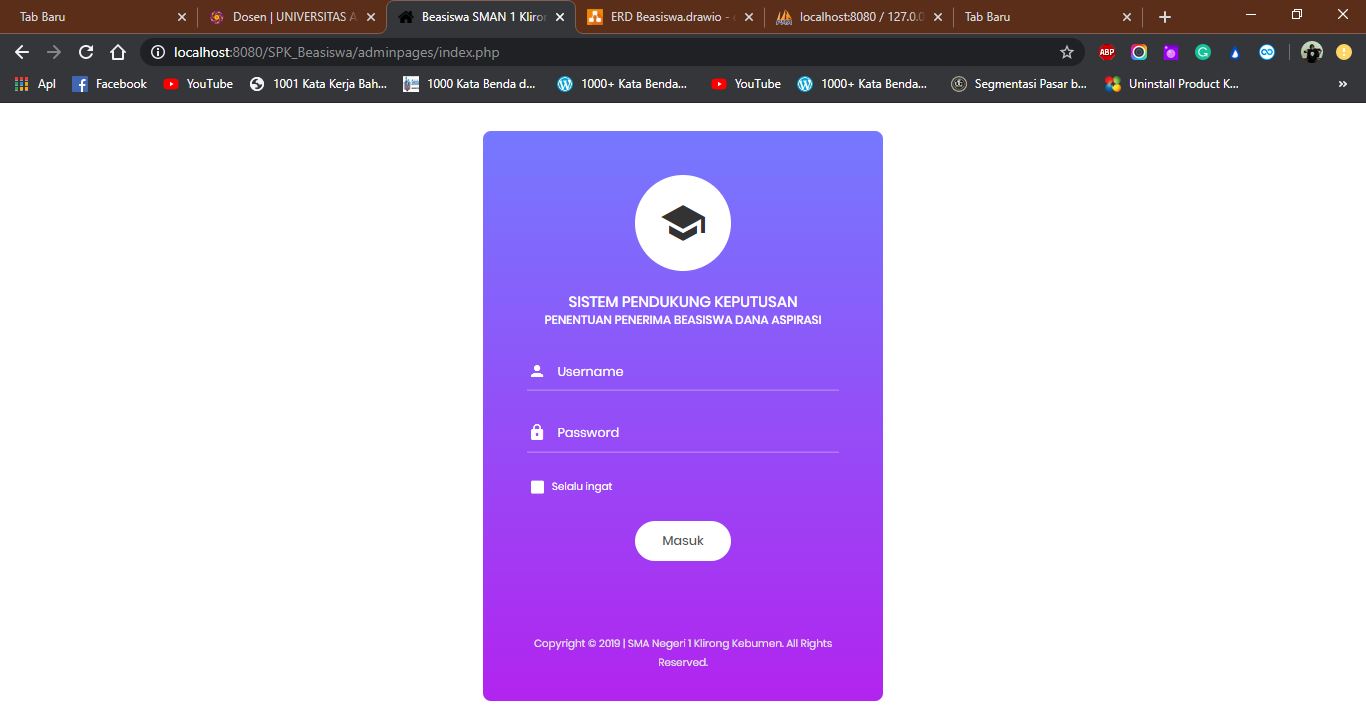 Tab Baru
Dosen | UNIVERSITAS A
Beasiswa SMAN 1 Kliron
ERD Beasiswa.drawio -
localhost:8080 / 127.0.0
Tab Baru
localhost:8080/SPK_Beasiswa/adminpages/index.php
ABP
Apl
Facebook
YouTube
1001 Kata Kerja Bah...
1000 Kata Benda d...
1000+ Kata Benda...
YouTube
1000+ Kata Benda...
Segmentasi Pasar b...
Uninstall Product K...
SISTEM PENDUKUNG KEPUTUSAN
PENENTUAN PENERIMA BEASISWA DANA ASPIRASI
Username
Password
Selalu ingat
Masuk
Copyright © 2019 | SMA Negeri 1 Klirong Kebumen. All Rights
Reserved.